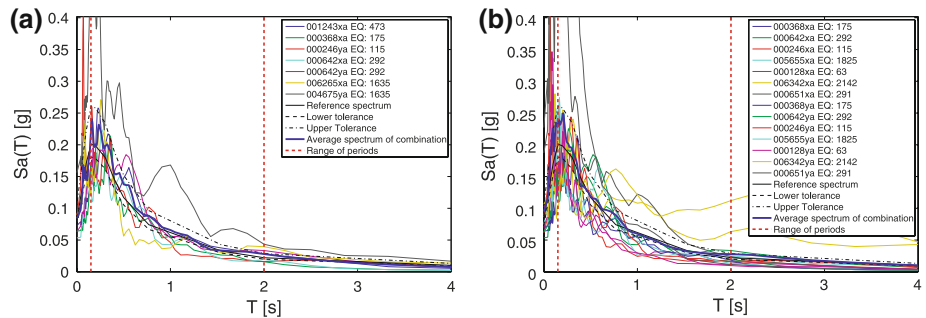 (a)
Sa(T) [g]
0.4
0.35
0.3
0.25
0.2
0.15
0.1
0.05
0
0
1
2
3
4
T [s]
001243xa EQ: 473
000368xa EQ: 175
000246ya EQ: 115
000642xa EQ: 292
000642ya EQ: 292
006265xa EQ: 1635
004675ya EQ: 1635
Reference spectrum
Lower tolerance
Upper Tolerance
Average spectrum of combination
Range of periods
(b)
Sa(T) [g]
0.4
0.35
0.3
0.25
0.2
0.15
0.1
0.05
0
0
1
2
3
4
T [s]
000368xa EQ: 175
000642xa EQ: 292
000246xa EQ: 115
005655xa EQ: 1825
000128xa EQ: 63
006342xa EQ: 2142
000651xa EQ: 291
000368ya EQ: 175
000642ya EQ: 292
000246ya EQ: 115
005655ya EQ: 1825
000128ya EQ: 63
006342ya EQ: 2142
000651ya EQ: 291
Reference spectrum
Lower tolerance
Upper Tolerance
Average spectrum of combination
Range of periods